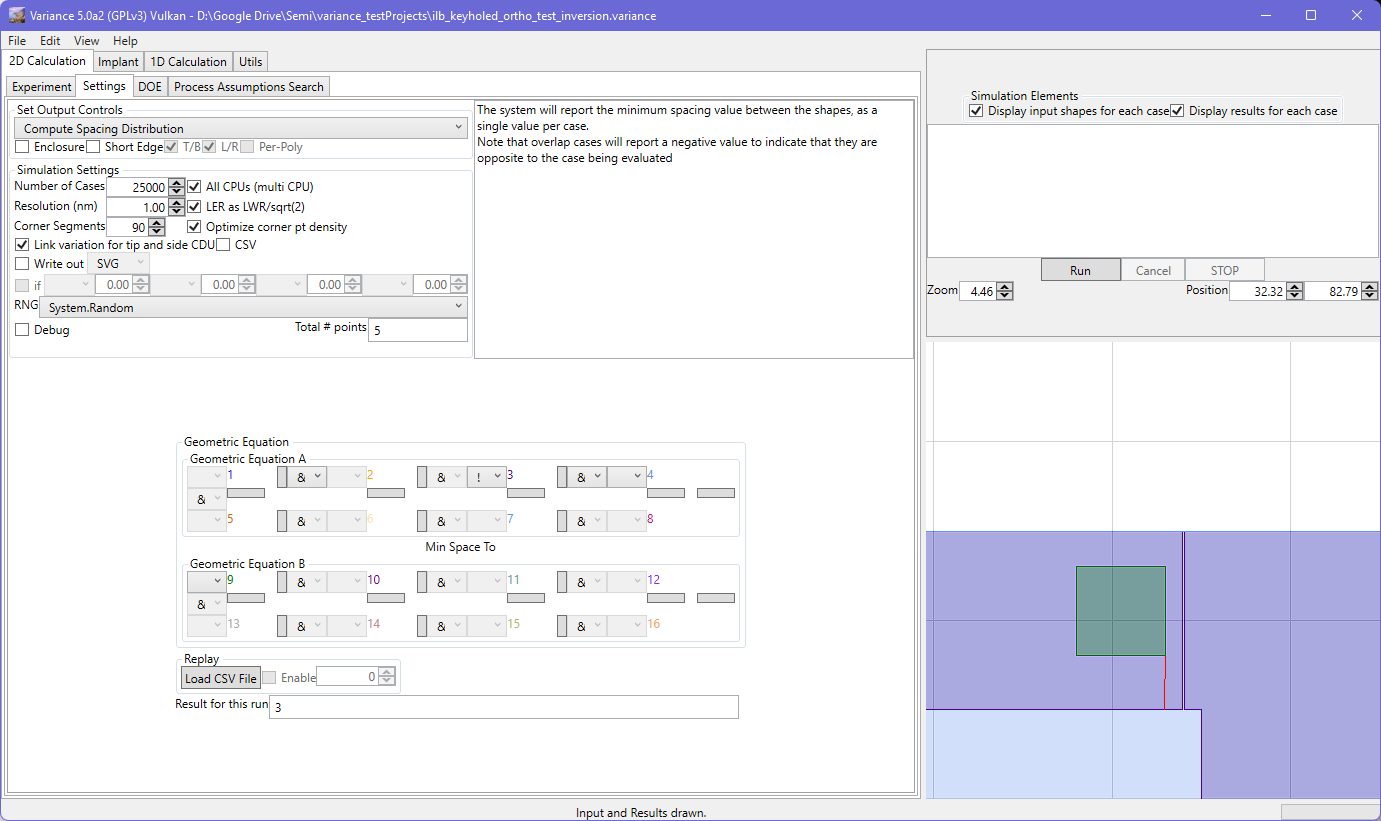 Variance 5.0a2 (GPLv3) Vulkan - D:\Google Drive\Semi\variance_testProjects\ilb_keyholed_ortho_test_inversion.variance
File Edit View Help
2D Calculation Implant 1D Calculation Utils
Experiment Settings DOE Process Assumptions Search
Set Output Controls
Compute Spacing Distribution
Enclosure Short Edge T/B L/R Per-Poly
Simulation Settings
Number of Cases 25000 All CPUs (multi CPU)
Resolution (nm) 1.00 LER as LWR/sqrt(2)
Corner Segments 90 Optimize corner pt density
Link variation for tip and side CDU CSV
Write out SVG
if 0.00 0.00 0.00 0.00
RNG System.Random
Debug Total # points 5
The system will report the minimum spacing value between the shapes, as a
single value per case.
Note that overlap cases will report a negative value to indicate that they are
opposite to the case being evaluated
Geometric Equation
Geometric Equation A
1 & 2 & ! 3 & 4
&
5 & 6 & 7 & 8
Min Space To
Geometric Equation B
9 & 10 & 11 & 12
&
13 & 14 & 15 & 16
Replay
Load CSV File Enable 0
Result for this run 3
Simulation Elements
Display input shapes for each case Display results for each case
Run Cancel STOP
Zoom 4.46 Position 32.32 82.79
Input and Results drawn.